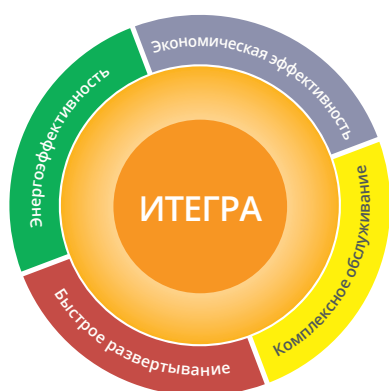 Энергоэффективность
Экономическая эффективность
Комплексное обслуживание
Быстрое развертывание
ИТЕГРА